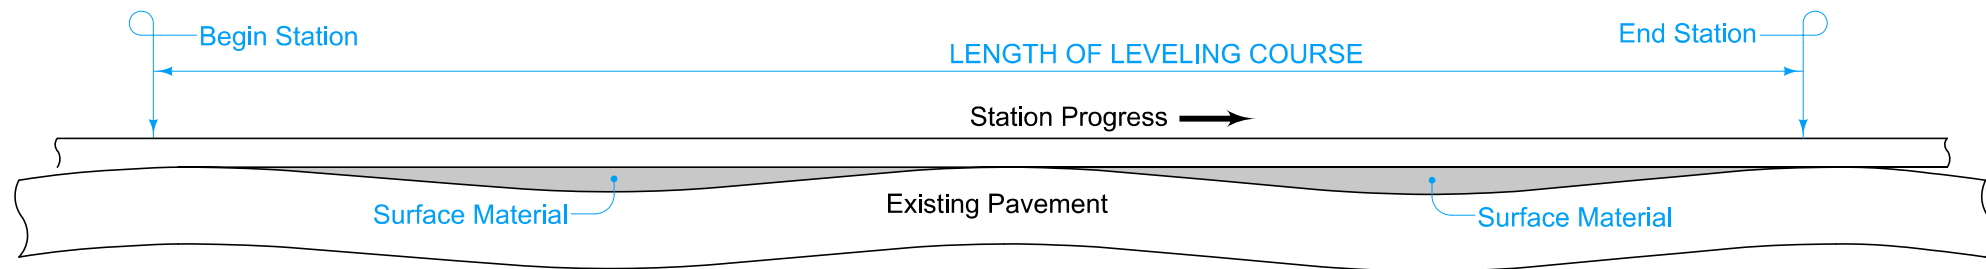 Begin Station
End Station
LENGTH OF LEVELING COURSE
Station Progress
Surface Material
Existing Pavement
Surface Material